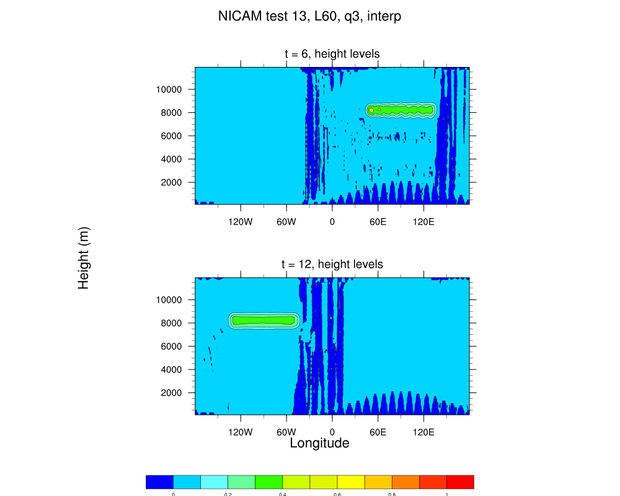 NICAM test 13, L60, q3, interp
t = 6, height levels
10000
8000
6000
4000
2000
120W 60W 0 60E 120E
Height (m)
t = 12, height levels
10000
8000
6000
4000
2000
120W 60W 0 60E 120E
Longitude
0 0.2 0.4 0.6 0.8 1